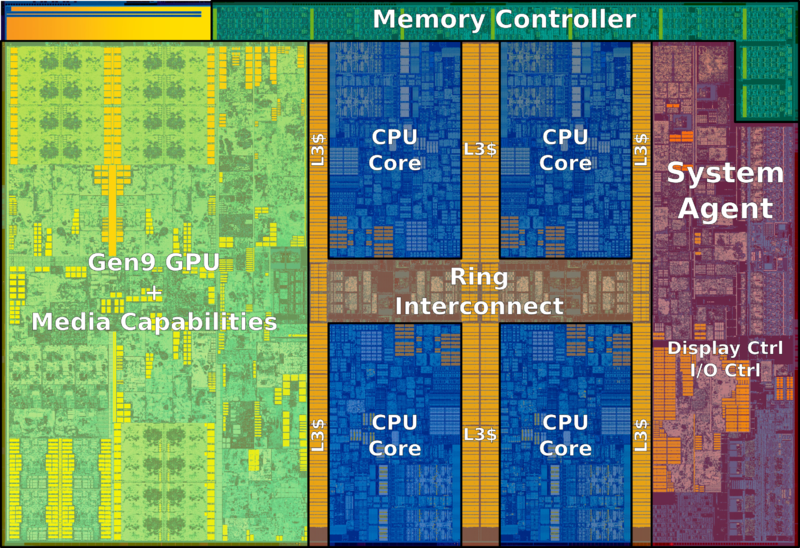 Memory Controller
L3$
CPU
Core
L3$
CPU
Core
L3$
System
Agent
Gen9 GPU
+
Media Capabilities
Ring
Interconnect
Display Ctrl
I/O Ctrl
L3$
CPU
Core
L3$
CPU
Core
L3$